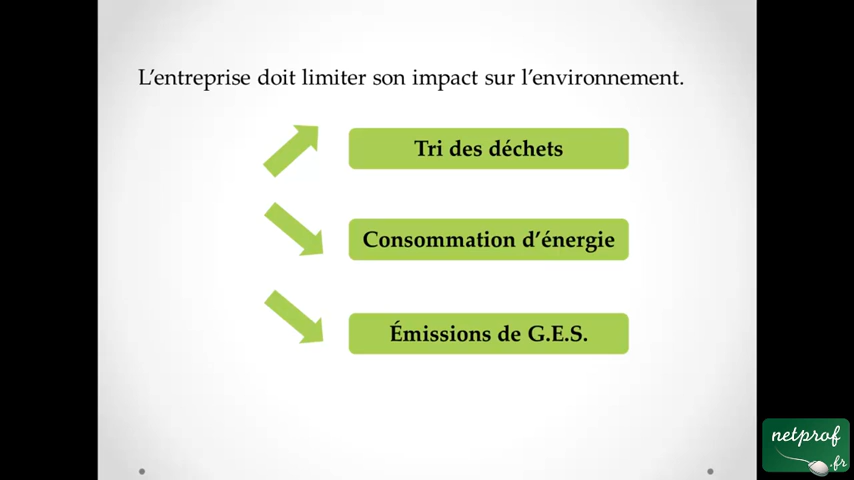 L'entreprise doit limiter son impact sur l'environnement.
Tri des déchets
Consommation d'énergie
Émissions de G.E.S.
netprof
.fr